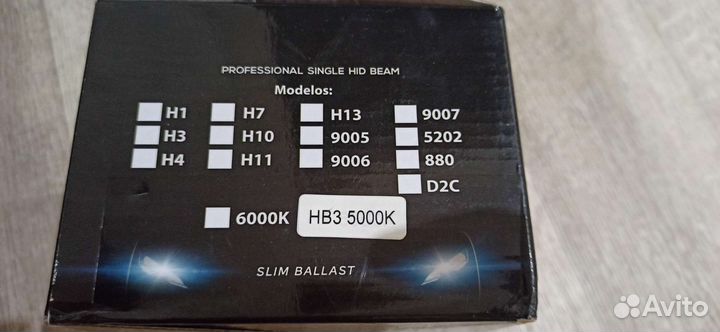 PROFESSIONAL SINGLE HID BEAM
Modelos:
H1 H7 H13 9007
H3 H10 9005 5202
H4 H11 9006 880
D2C
6000K HB3 5000K
SLIM BALLAST
Avito